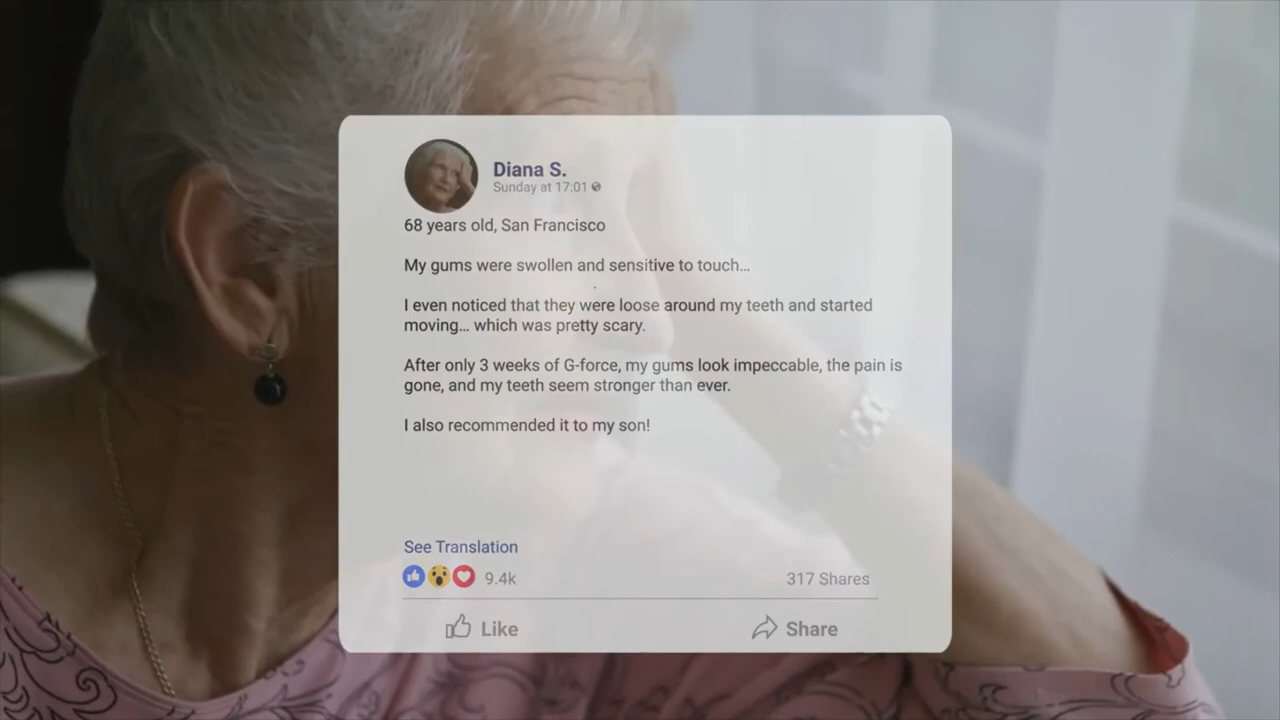 Diana S.
Sunday at 17:01
68 years old, San Francisco
My gums were swollen and sensitive to touch...
I even noticed that they were loose around my teeth and started
moving... which was pretty scary.
After only 3 weeks of G-force, my gums look impeccable, the pain is
gone, and my teeth seem stronger than ever.
I also recommended it to my son!
See Translation
9.4k
317 Shares
Like
Share